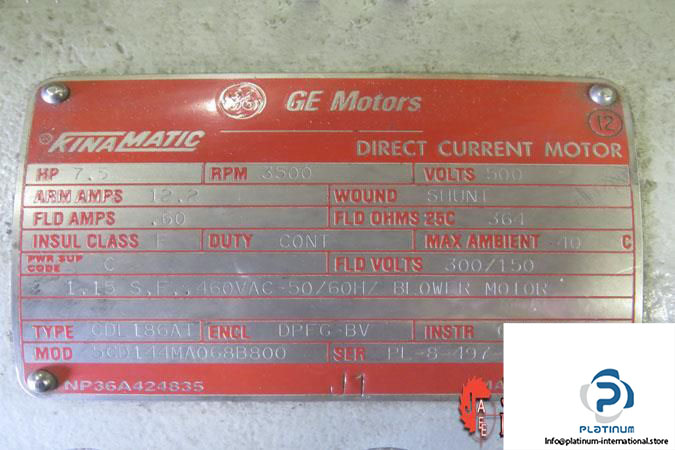 GE Motors
12
® KINAMATIC
DIRECT CURRENT MOTOR
HP 7.5 RPM 3500 VOLTS 500
ARM AMPS 12.2 WOUND SHUNT
FLD AMPS .60 FLD OHMS 25C 364
INSUL CLASS F DUTY CONT MAX AMBIENT 40 C
PWR SUP CODE C FLD VOLTS 300/150
1.15 S.F.,460VAC-50/60HZ BLOWER MOTOR
TYPE CDL186AT ENCL DPFG-BV INSTR
MOD 5CD144MA068B800 SER PL-8-497
NP36A424835 J1
PLATINUM
Info@platinum-international.store